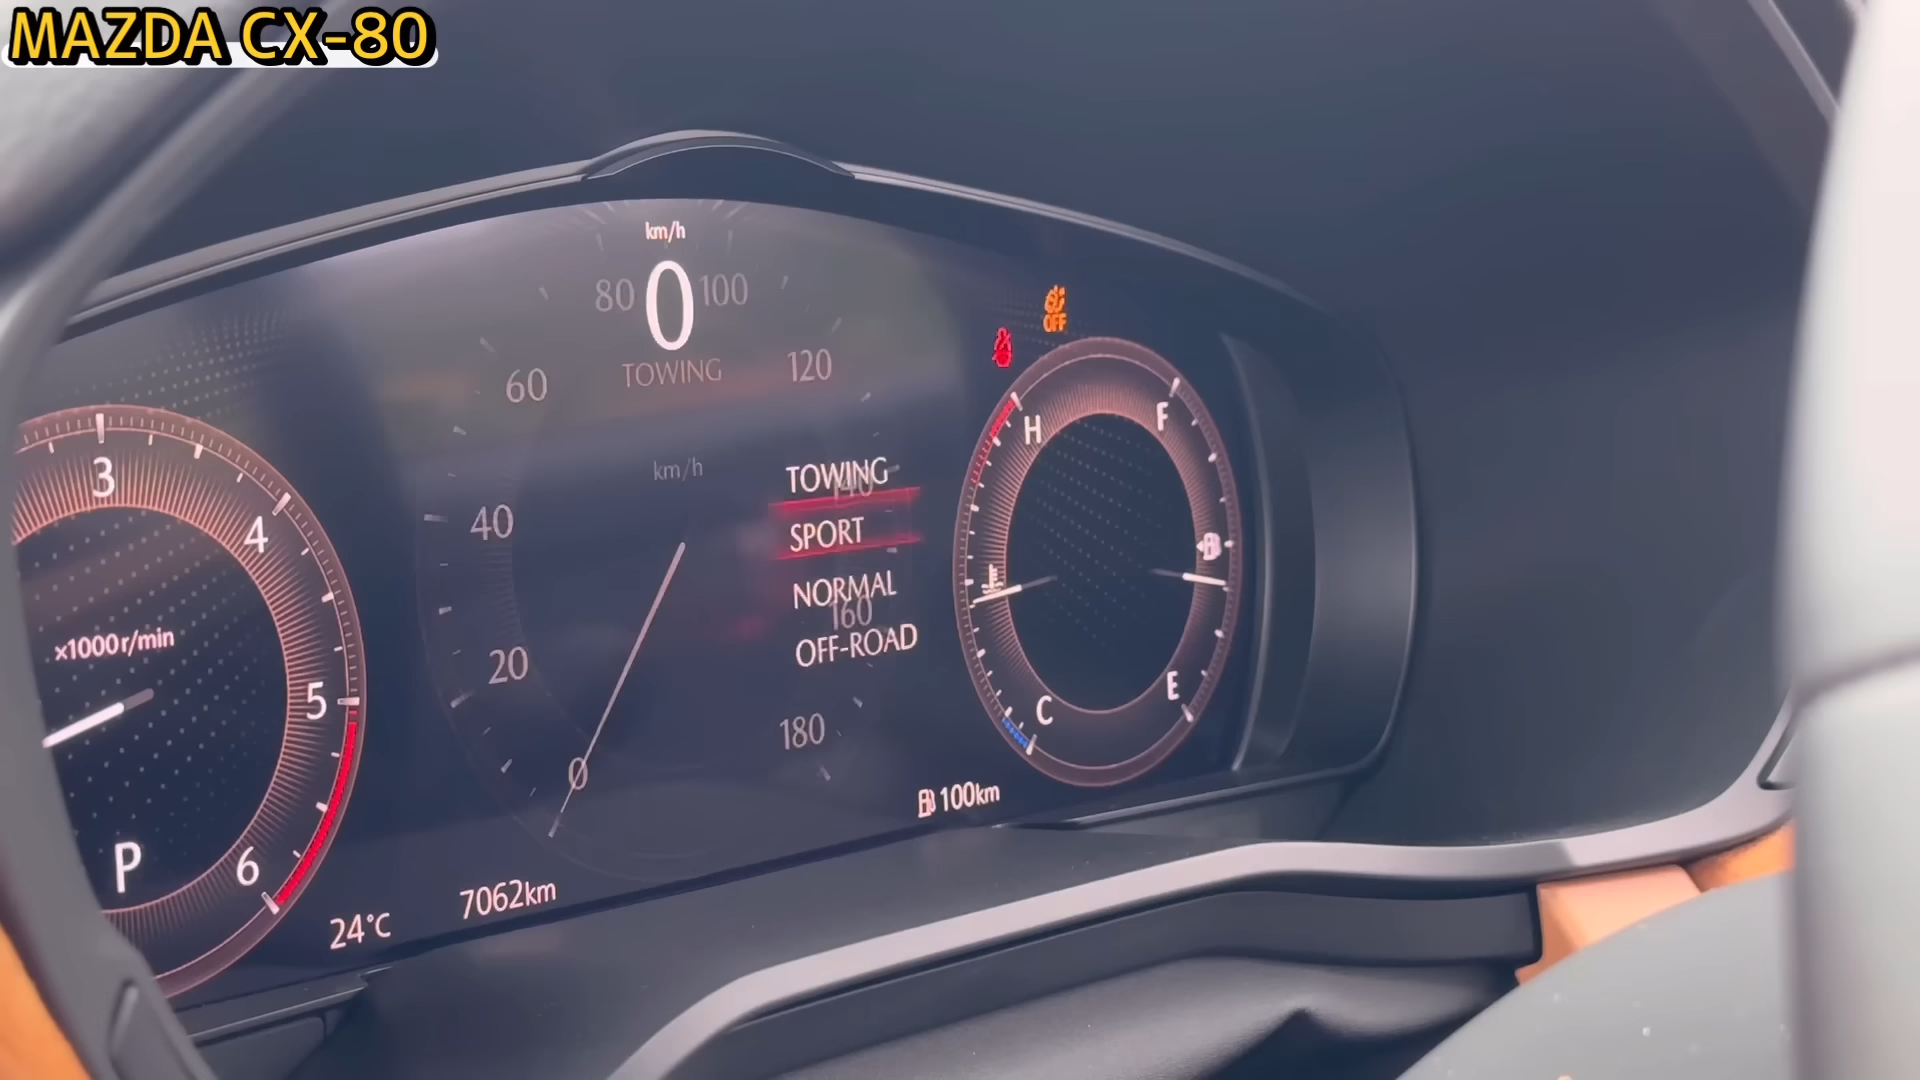 MAZDA CX-80
km/h
0
80 100
60 120
TOWING
km/h
40 140
20 160
0 180
TOWING
SPORT
NORMAL
OFF-ROAD
3
4
5
6
×1000r/min
P
24°C
7062km
OFF
H
C
F
E
100km